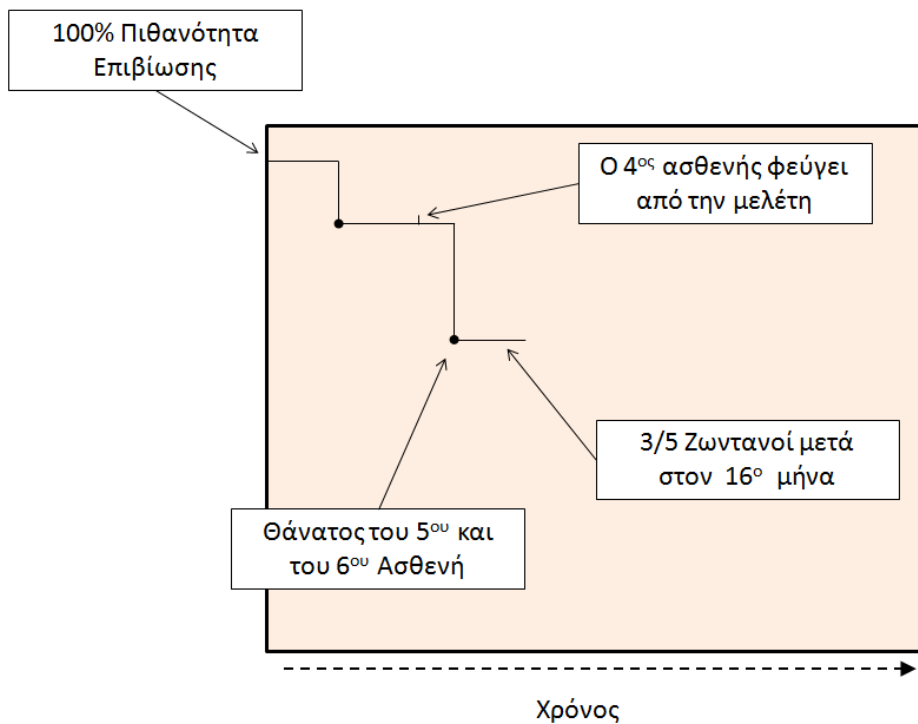 100% Πιθανότητα
Επιβίωσης
Ο 4ος ασθενής φεύγει
από την μελέτη
3/5 Ζωντανοί μετά
στον 16ο μήνα
Θάνατος του 5ου και
του 6ου Ασθενή
Χρόνος